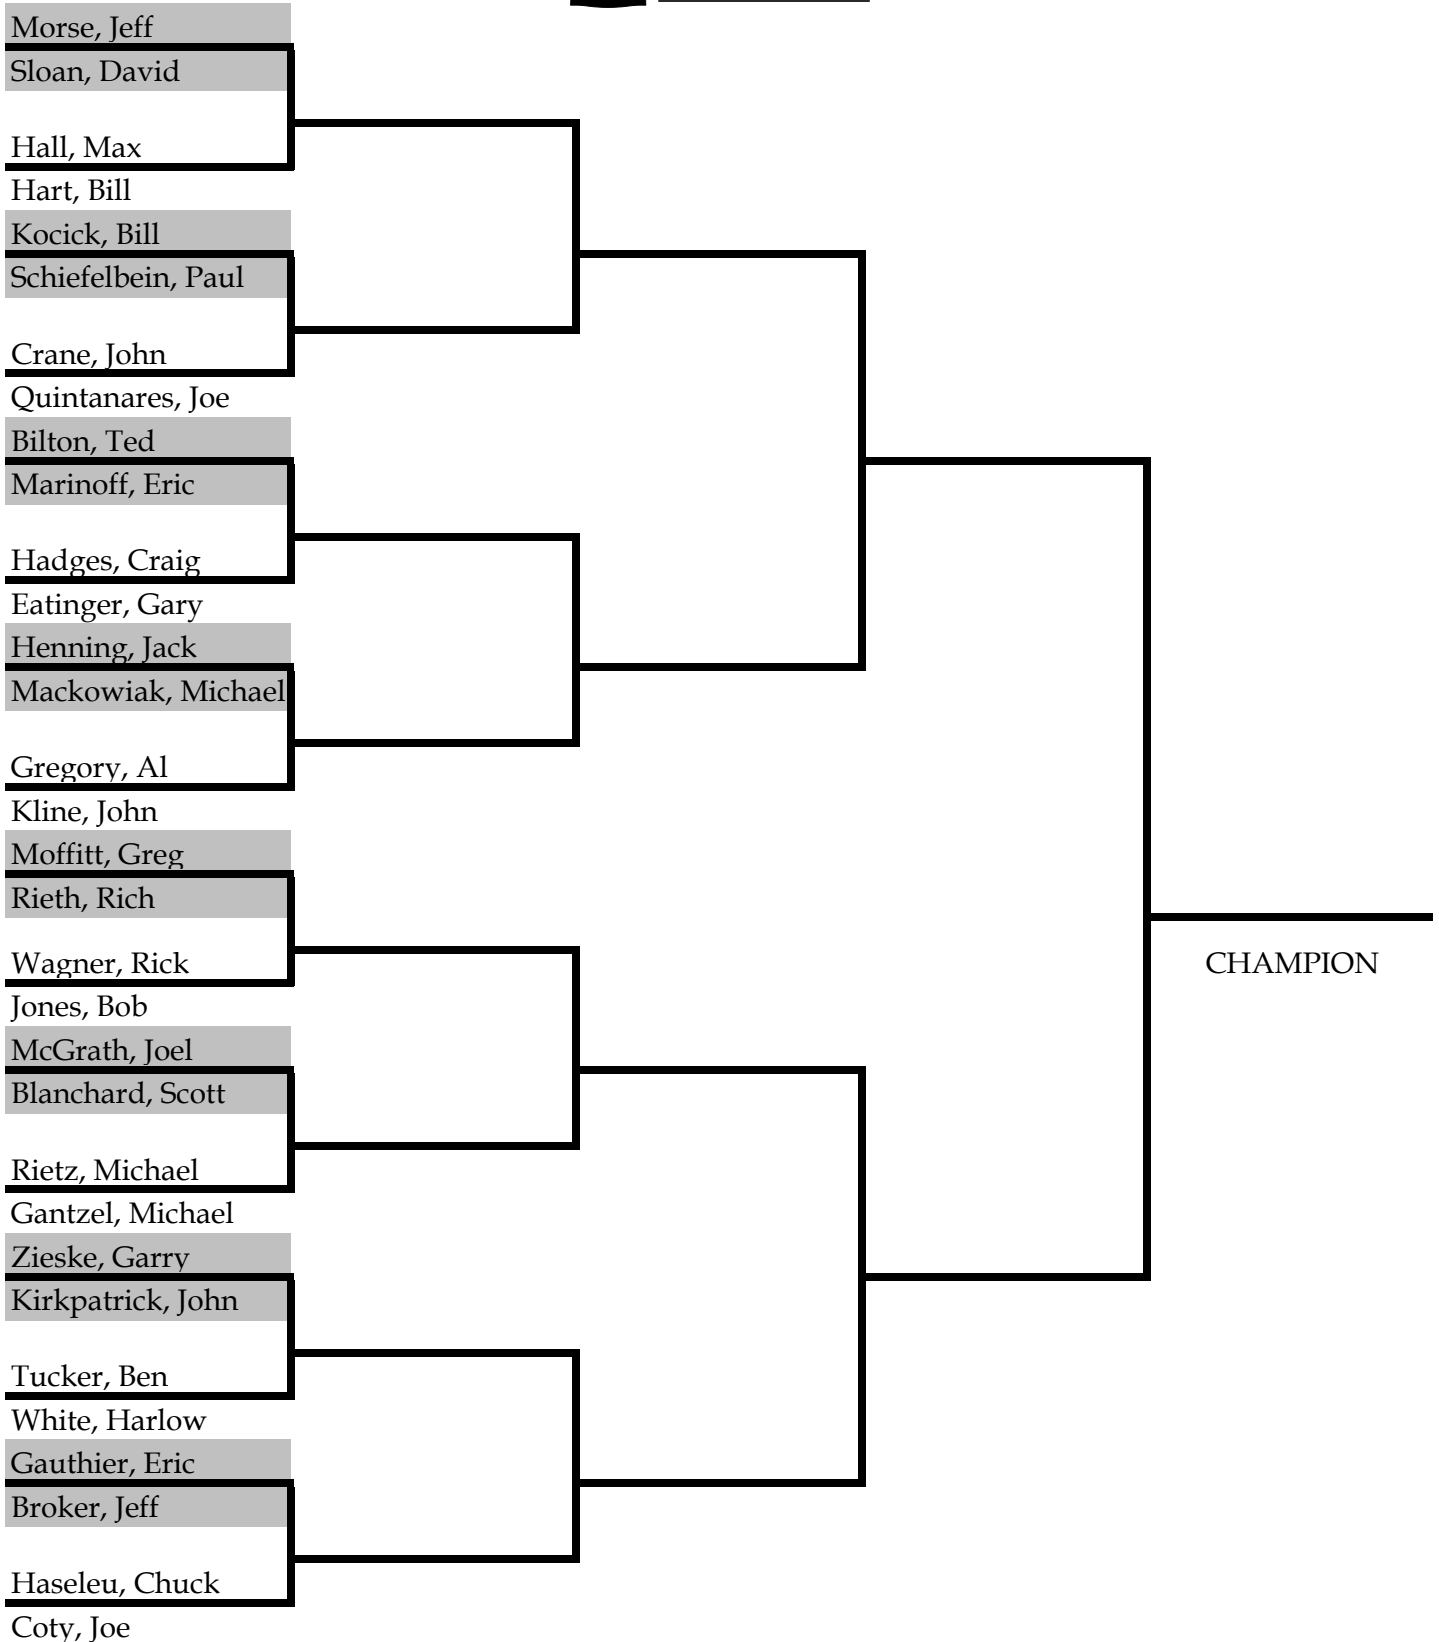 Morse, Jeff
Sloan, David
Hall, Max
Hart, Bill
Kocick, Bill
Schiefelbein, Paul
Crane, John
Quintanares, Joe
Bilton, Ted
Marinoff, Eric
Hadges, Craig
Eatinger, Gary
Henning, Jack
Mackowiak, Michael
Gregory, Al
Kline, John
Moffitt, Greg
Rieth, Rich
Wagner, Rick
CHAMPION
Jones, Bob
McGrath, Joel
Blanchard, Scott
Rietz, Michael
Gantzel, Michael
Zieske, Garry
Kirkpatrick, John
Tucker, Ben
White, Harlow
Gauthier, Eric
Broker, Jeff
Haseleu, Chuck
Coty, Joe